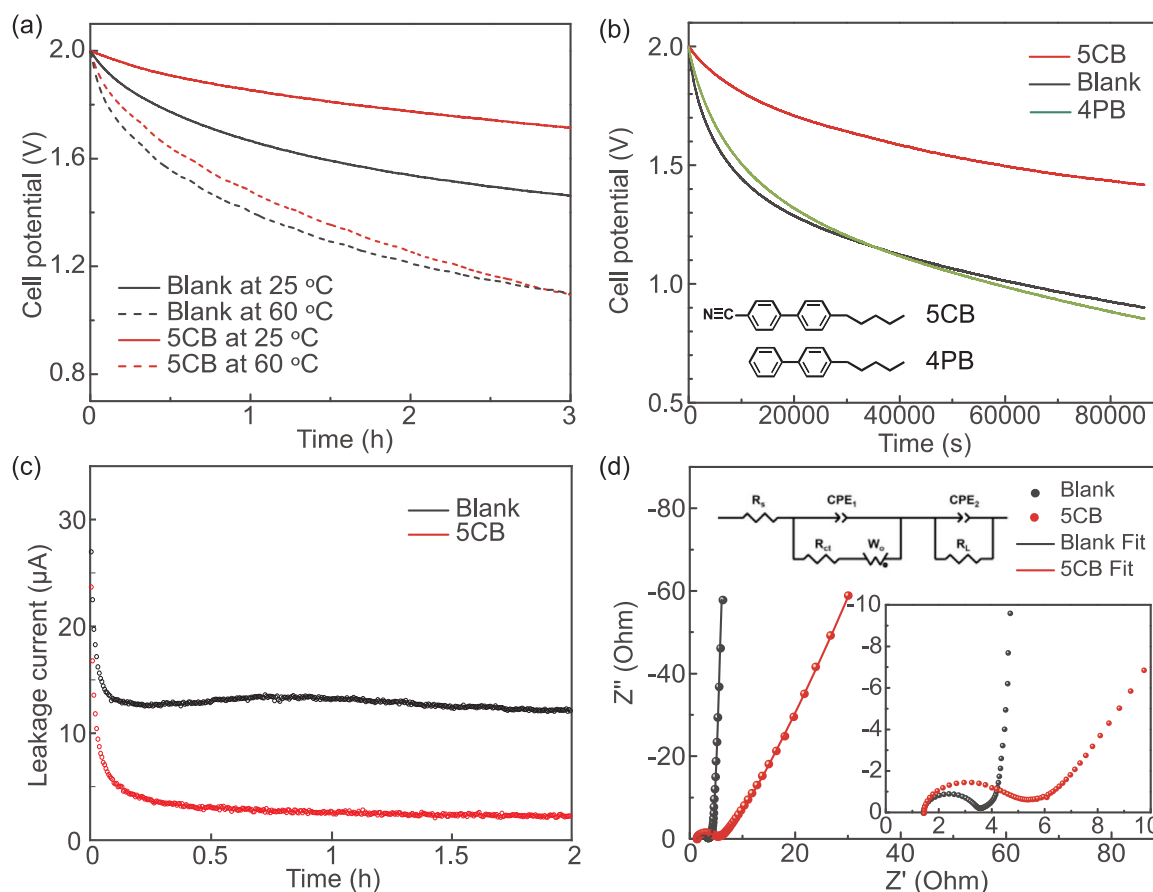 (a)
Cell potential (V)
2.0
1.6
1.2
0.8
Blank at 25 °C
Blank at 60 °C
5CB at 25 °C
5CB at 60 °C
0
1
2
3
Time (h)
(b)
Cell potential (V)
2.0
1.5
1.0
0.5
5CB
Blank
4PB
N≡C
5CB
4PB
0
20000
40000
60000
80000
Time (s)
(c)
Leakage current (µA)
30
20
10
0
Blank
5CB
0
0.5
1
1.5
2
Time (h)
(d)
Z'' (Ohm)
-80
-60
-40
-20
0
Rs
CPE1
Rct
Wo
CPE2
RL
Blank
5CB
Blank Fit
5CB Fit
-10
-8
-6
-4
-2
0
0
2
4
6
8
10
0
20
40
60
80
Z' (Ohm)